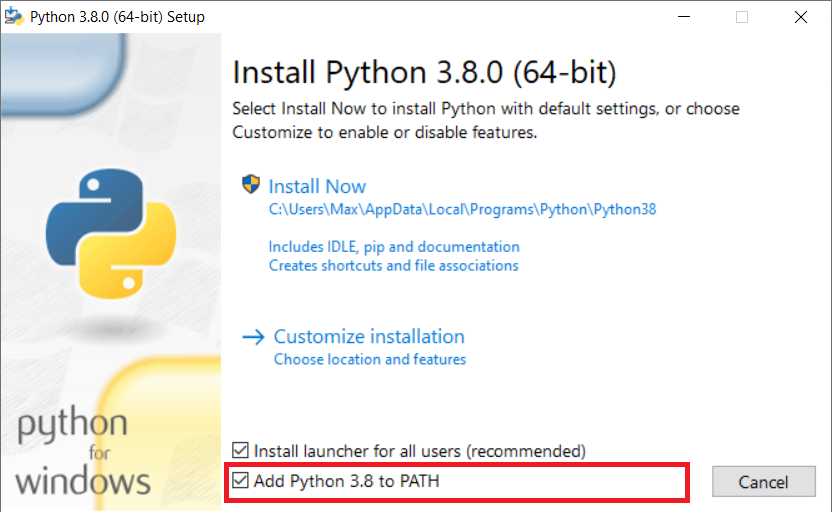 Python 3.8.0 (64-bit) Setup
Install Python 3.8.0 (64-bit)
Select Install Now to install Python with default settings, or choose
Customize to enable or disable features.
Install Now
C:\Users\Max\AppData\Local\Programs\Python\Python38
Includes IDLE, pip and documentation
Creates shortcuts and file associations
Customize installation
Choose location and features
python
for
windows
Install launcher for all users (recommended)
Add Python 3.8 to PATH
Cancel